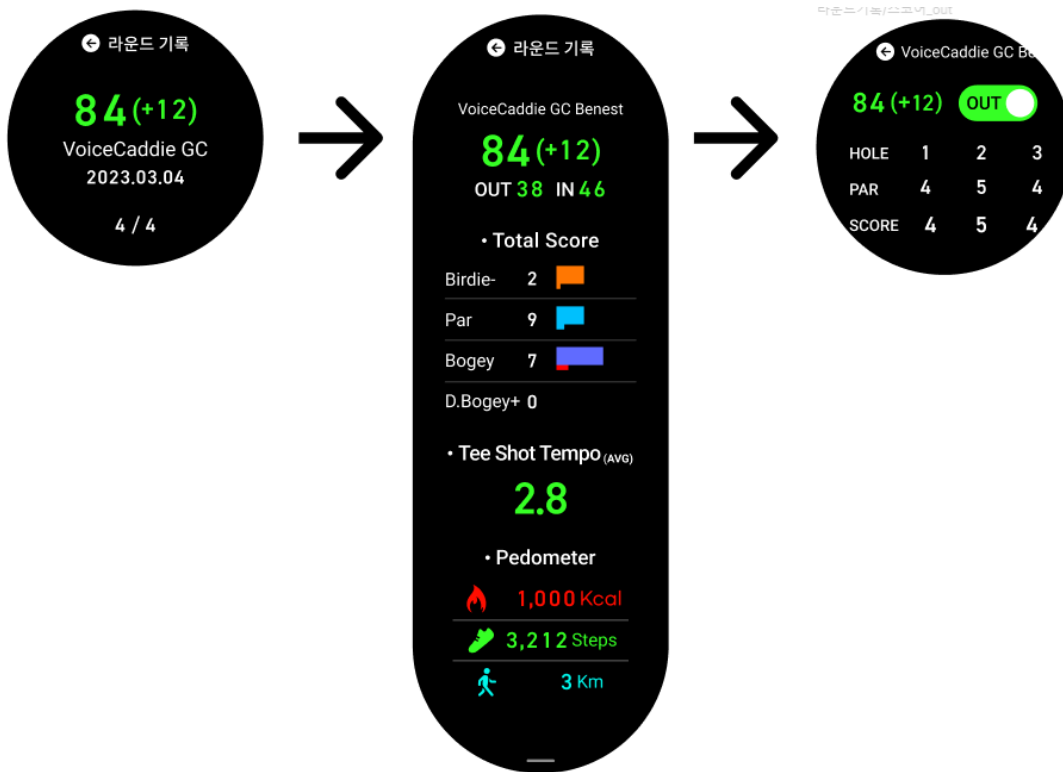 라운드 기록
84(+12)
VoiceCaddie GC
2023.03.04
4 / 4
라운드 기록
VoiceCaddie GC Benest
84(+12)
OUT 38 IN 46
• Total Score
Birdie- 2
Par 9
Bogey 7
D.Bogey+ 0
• Tee Shot Tempo (AVG)
2.8
• Pedometer
1,000 Kcal
3,212 Steps
3 Km
VoiceCaddie GC Be
84(+12) OUT
HOLE 1 2 3
PAR 4 5 4
SCORE 4 5 4